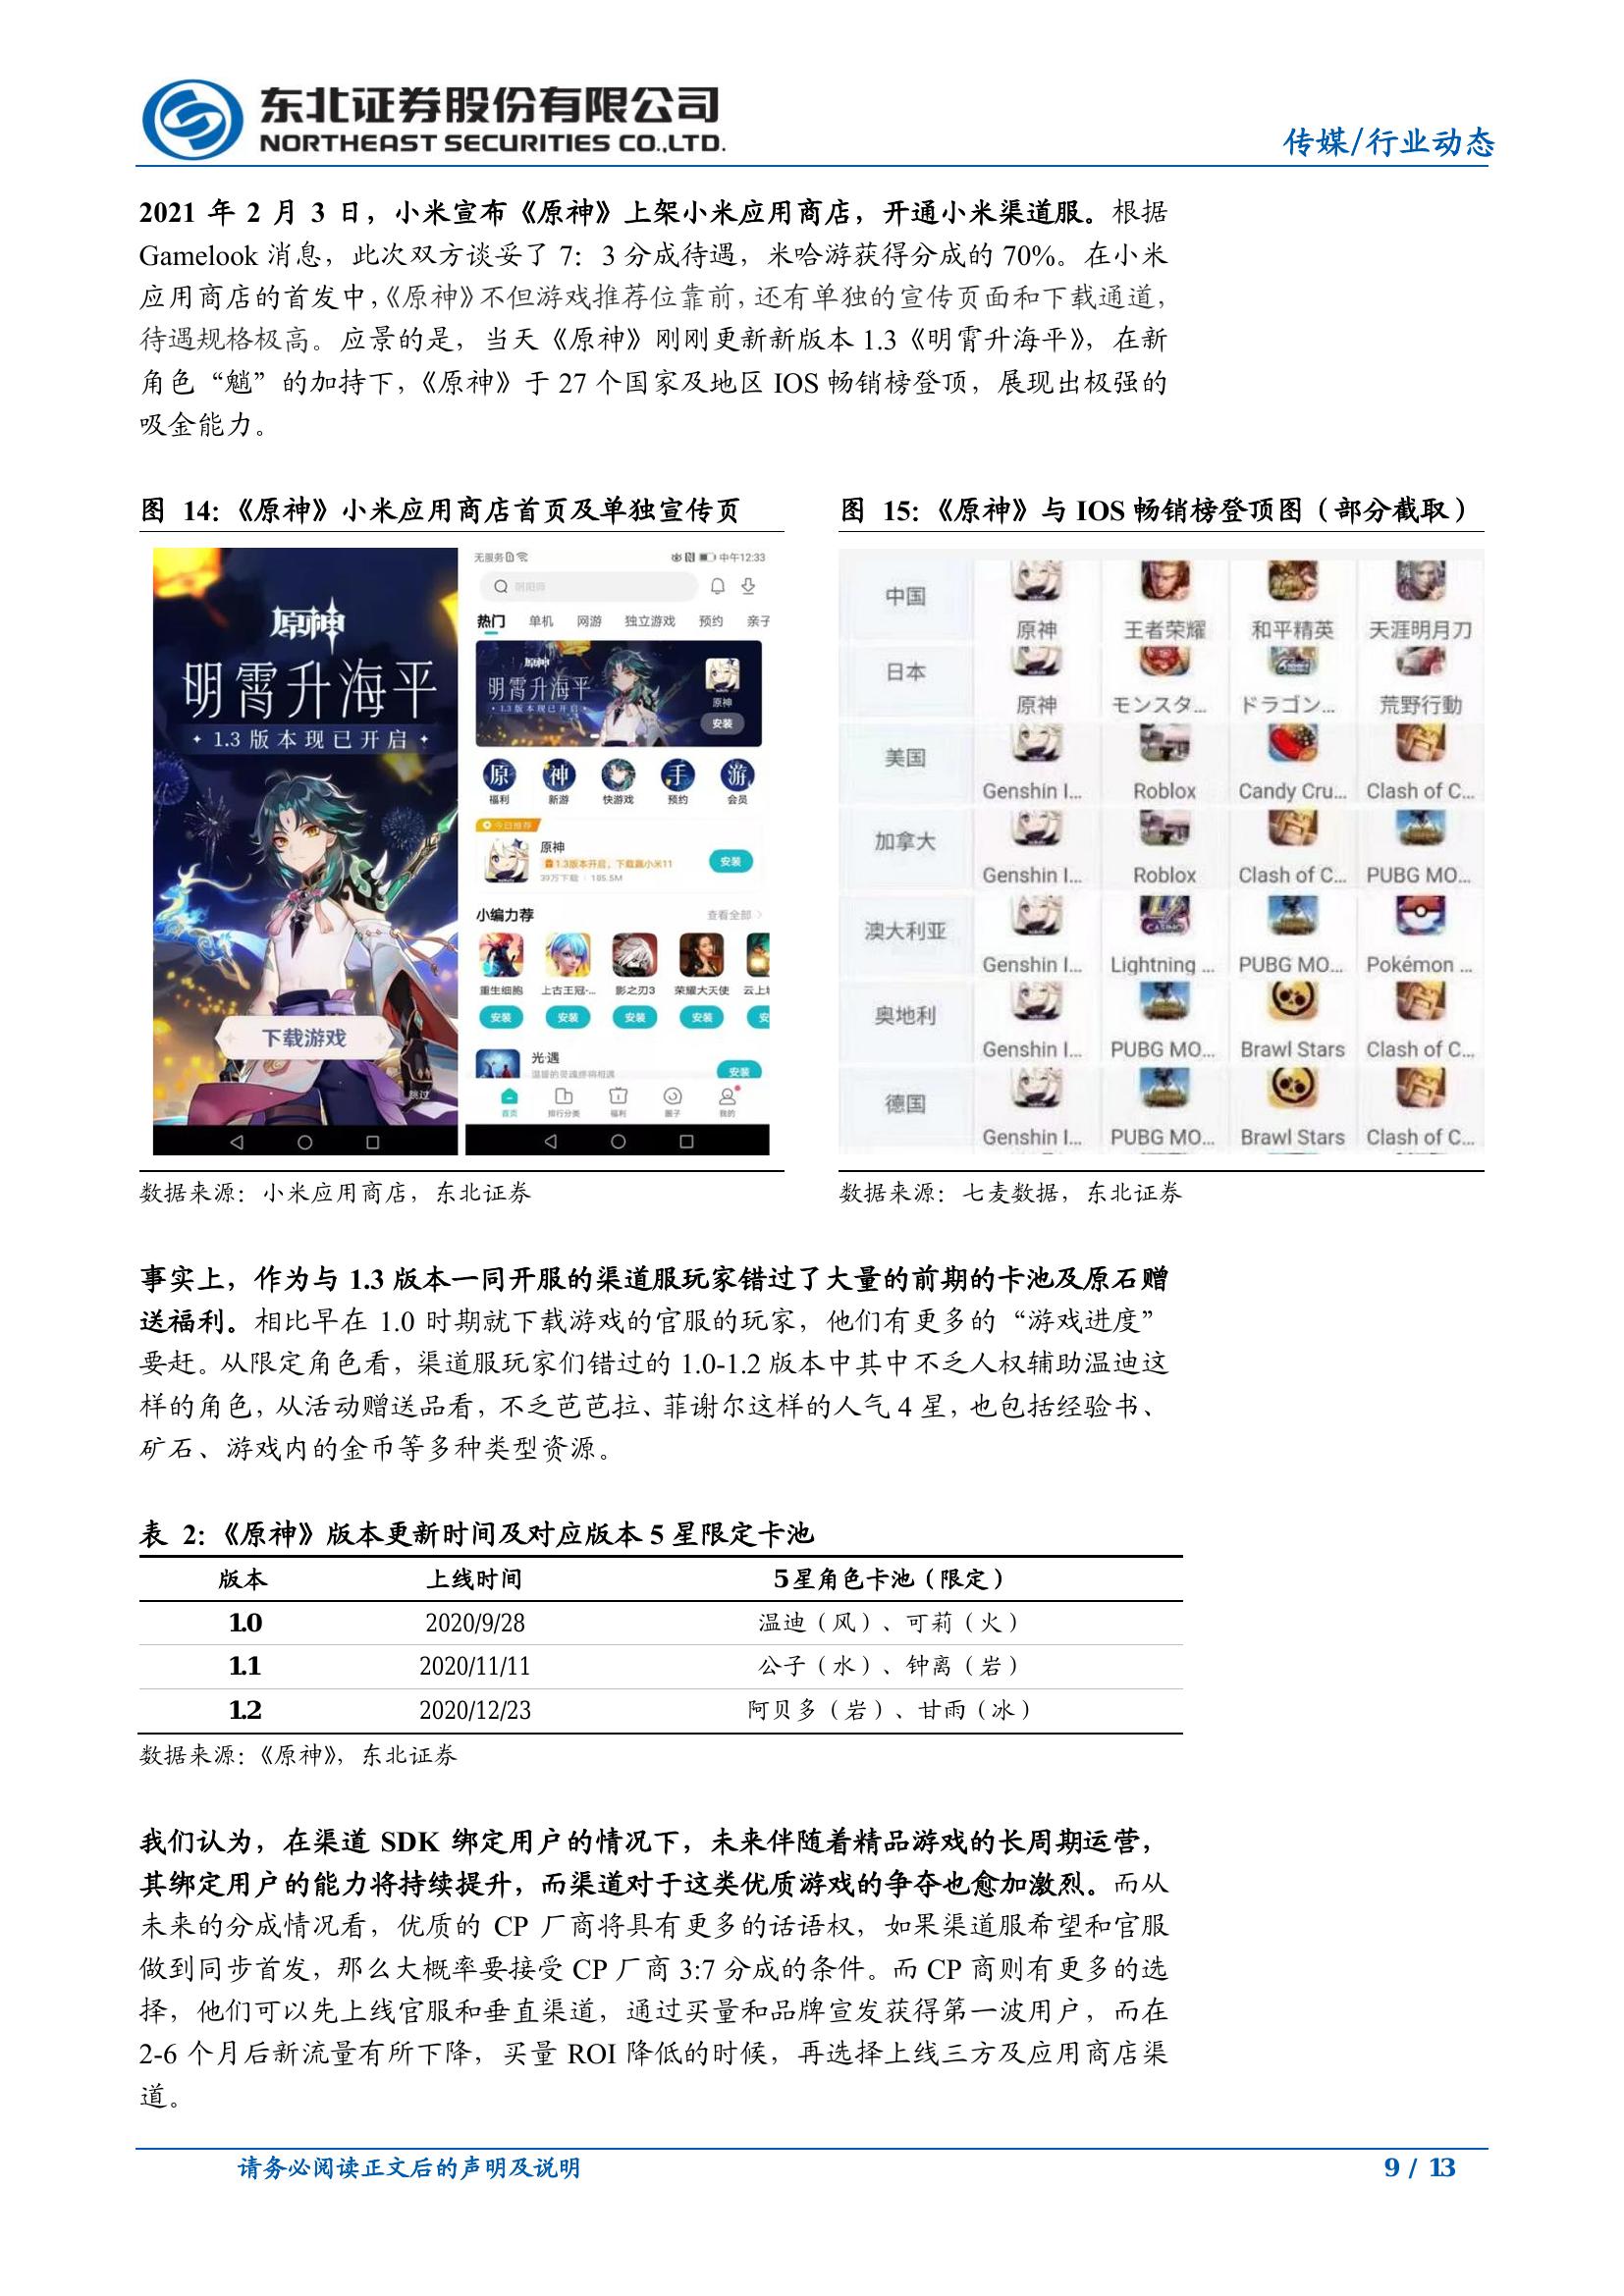 东北证券股份有限公司
NORTHEAST SECURITIES CO.,LTD.
传媒/行业动态
2021 年 2 月 3 日，小米宣布《原神》上架小米应用商店，开通小米渠道服。根据
Gamelook 消息，此次双方谈妥了 7：3 分成待遇，米哈游获得分成的 70%。在小米
应用商店的首发中，《原神》不但游戏推荐位靠前，还有单独的宣传页面和下载通道，
待遇规格极高。应景的是，当天《原神》刚刚更新新版本 1.3《明霄升海平》，在新
角色“魈”的加持下，《原神》于 27 个国家及地区 IOS 畅销榜登顶，展现出极强的
吸金能力。
图 14:《原神》小米应用商店首页及单独宣传页
原神
明霄升海平
1.3 版本现已开启
下载游戏
跳过
无服务 中午12:33
热门 单机 网游 独立游戏 预约 亲子
原神
明霄升海平
1.3版本现已开启
原神
安装
原 神 手 游
福利 新游 快游戏 预约 会员
今日推荐
原神
1.3版本开启，下载赢小米11
安装
39万下载 185.5M
小编力荐 查看全部
重生细胞 上古王冠-... 影之刃3 荣耀大天使 云上城
安装 安装 安装 安装 安
光·遇
安装
首页 排行分类 福利 圈子 我的
数据来源：小米应用商店，东北证券
图 15:《原神》与 IOS 畅销榜登顶图（部分截取）
中国 原神 王者荣耀 和平精英 天涯明月刀
日本 原神 モンスタ... ドラゴン... 荒野行動
美国 Genshin I... Roblox Candy Cru... Clash of C...
加拿大 Genshin I... Roblox Clash of C... PUBG MO...
澳大利亚 Genshin I... Lightning ... PUBG MO... Pokémon ...
奥地利 Genshin I... PUBG MO... Brawl Stars Clash of C...
德国 Genshin I... PUBG MO... Brawl Stars Clash of C...
数据来源：七麦数据，东北证券
事实上，作为与 1.3 版本一同开服的渠道服玩家错过了大量的前期的卡池及原石赠
送福利。相比早在 1.0 时期就下载游戏的官服的玩家，他们有更多的“游戏进度”
要赶。从限定角色看，渠道服玩家们错过的 1.0-1.2 版本中其中不乏人权辅助温迪这
样的角色，从活动赠送品看，不乏芭芭拉、菲谢尔这样的人气 4 星，也包括经验书、
矿石、游戏内的金币等多种类型资源。
表 2:《原神》版本更新时间及对应版本 5 星限定卡池
版本 上线时间 5星角色卡池（限定）
1.0 2020/9/28 温迪（风）、可莉（火）
1.1 2020/11/11 公子（水）、钟离（岩）
1.2 2020/12/23 阿贝多（岩）、甘雨（冰）
数据来源：《原神》，东北证券
我们认为，在渠道 SDK 绑定用户的情况下，未来伴随着精品游戏的长周期运营，
其绑定用户的能力将持续提升，而渠道对于这类优质游戏的争夺也愈加激烈。而从
未来的分成情况看，优质的 CP 厂商将具有更多的话语权，如果渠道服希望和官服
做到同步首发，那么大概率要接受 CP 厂商 3:7 分成的条件。而 CP 商则有更多的选
择，他们可以先上线官服和垂直渠道，通过买量和品牌宣发获得第一波用户，而在
2-6 个月后新流量有所下降，买量 ROI 降低的时候，再选择上线三方及应用商店渠
道。
请务必阅读正文后的声明及说明
9 / 13